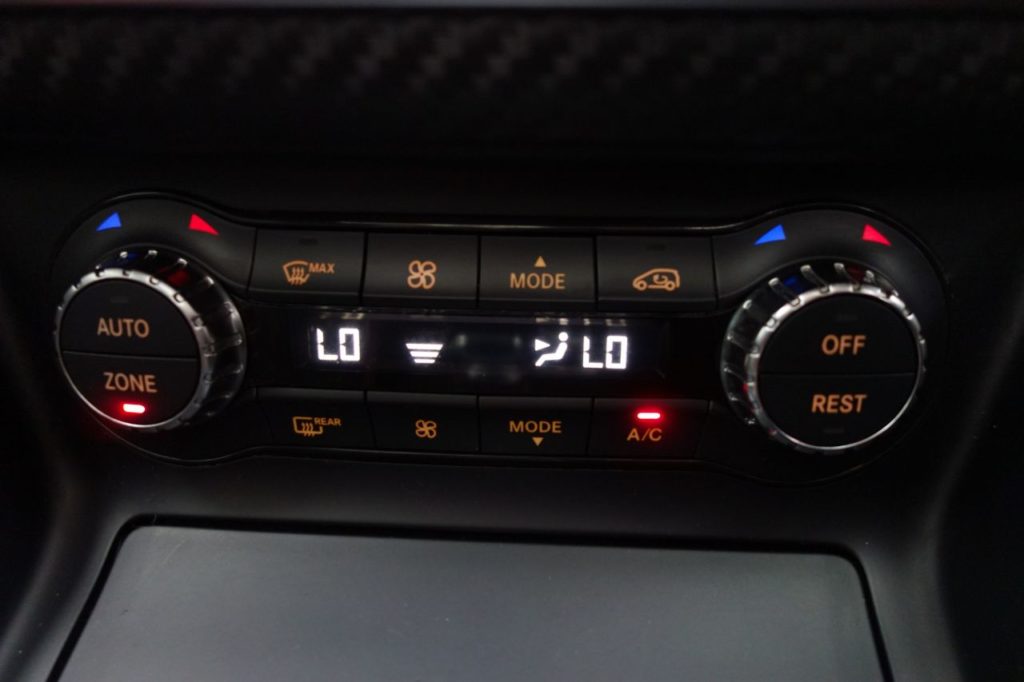 MAX
MODE
AUTO
ZONE
LO
LO
OFF
REST
REAR
MODE
A/C